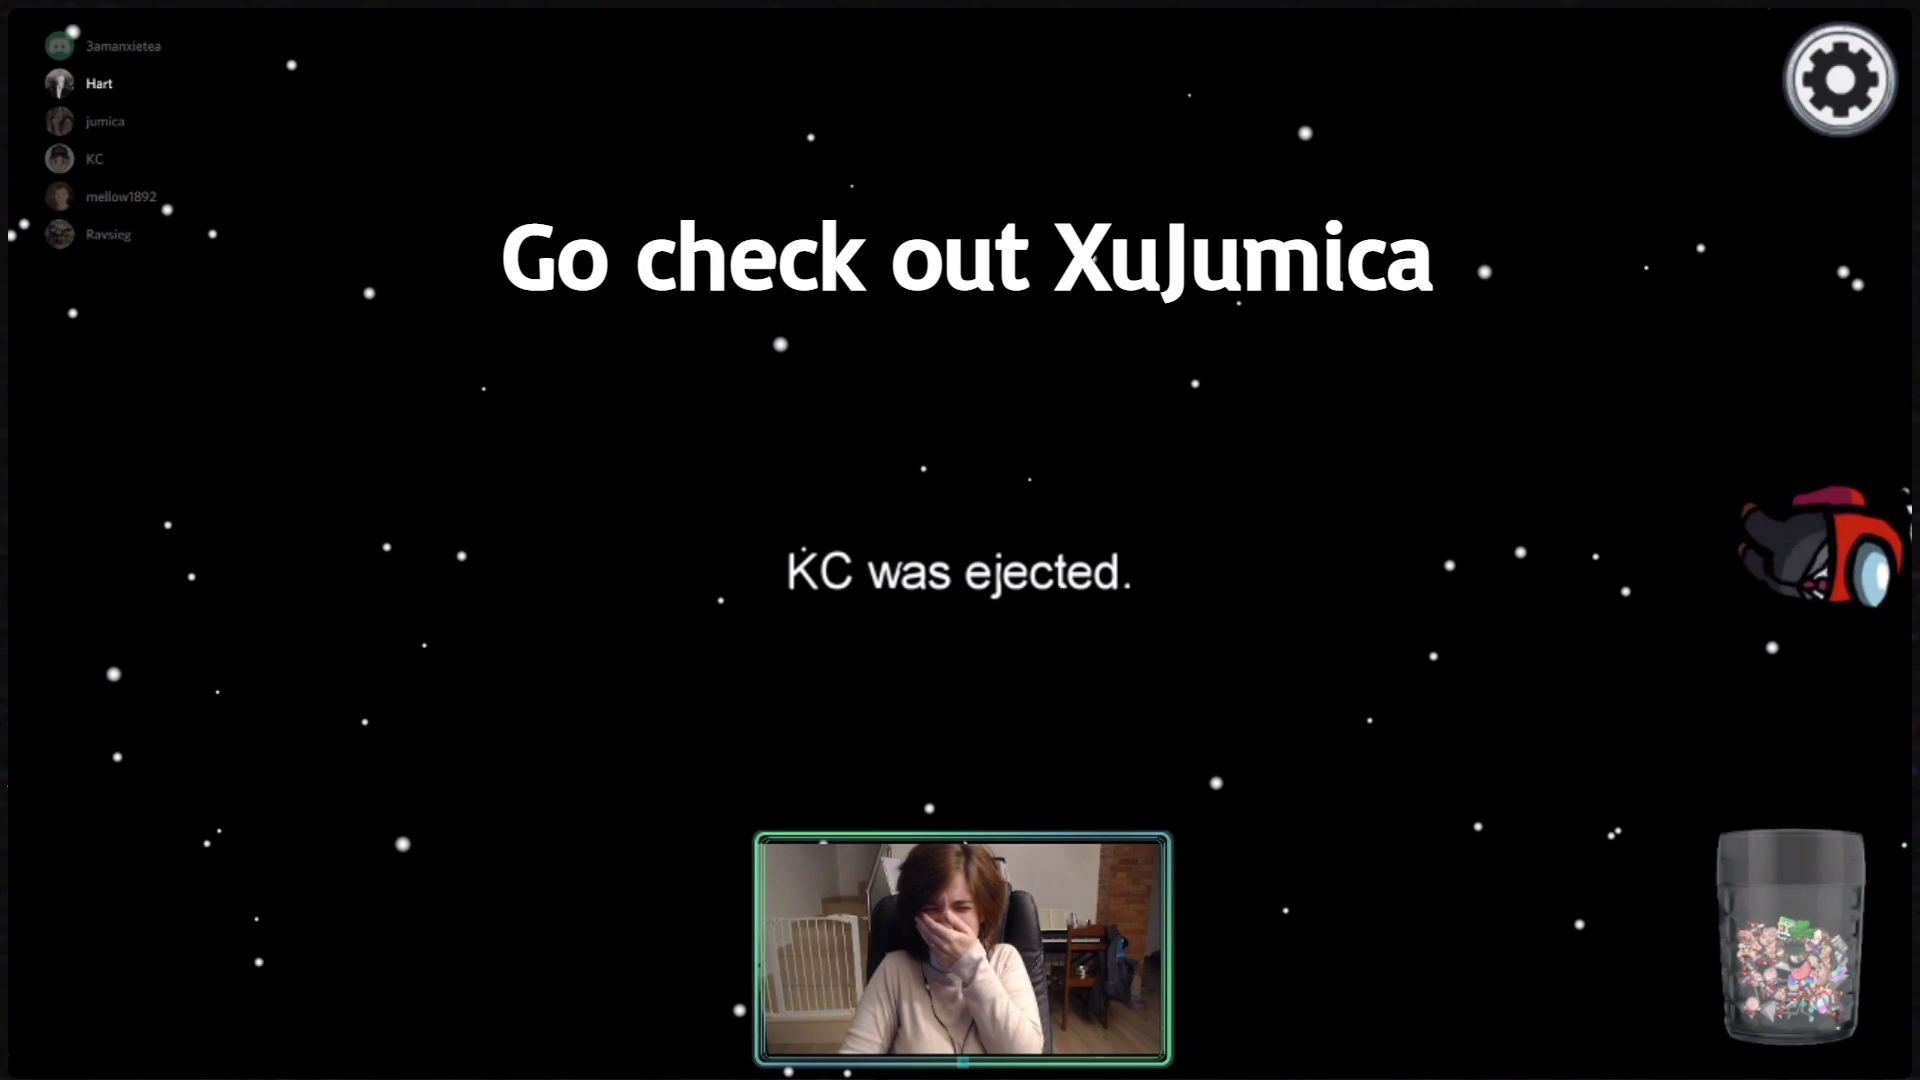 3amanxietea
Hart
jumica
KC
mellow1892
Ravsieg
Go check out XuJumica
KC was ejected.